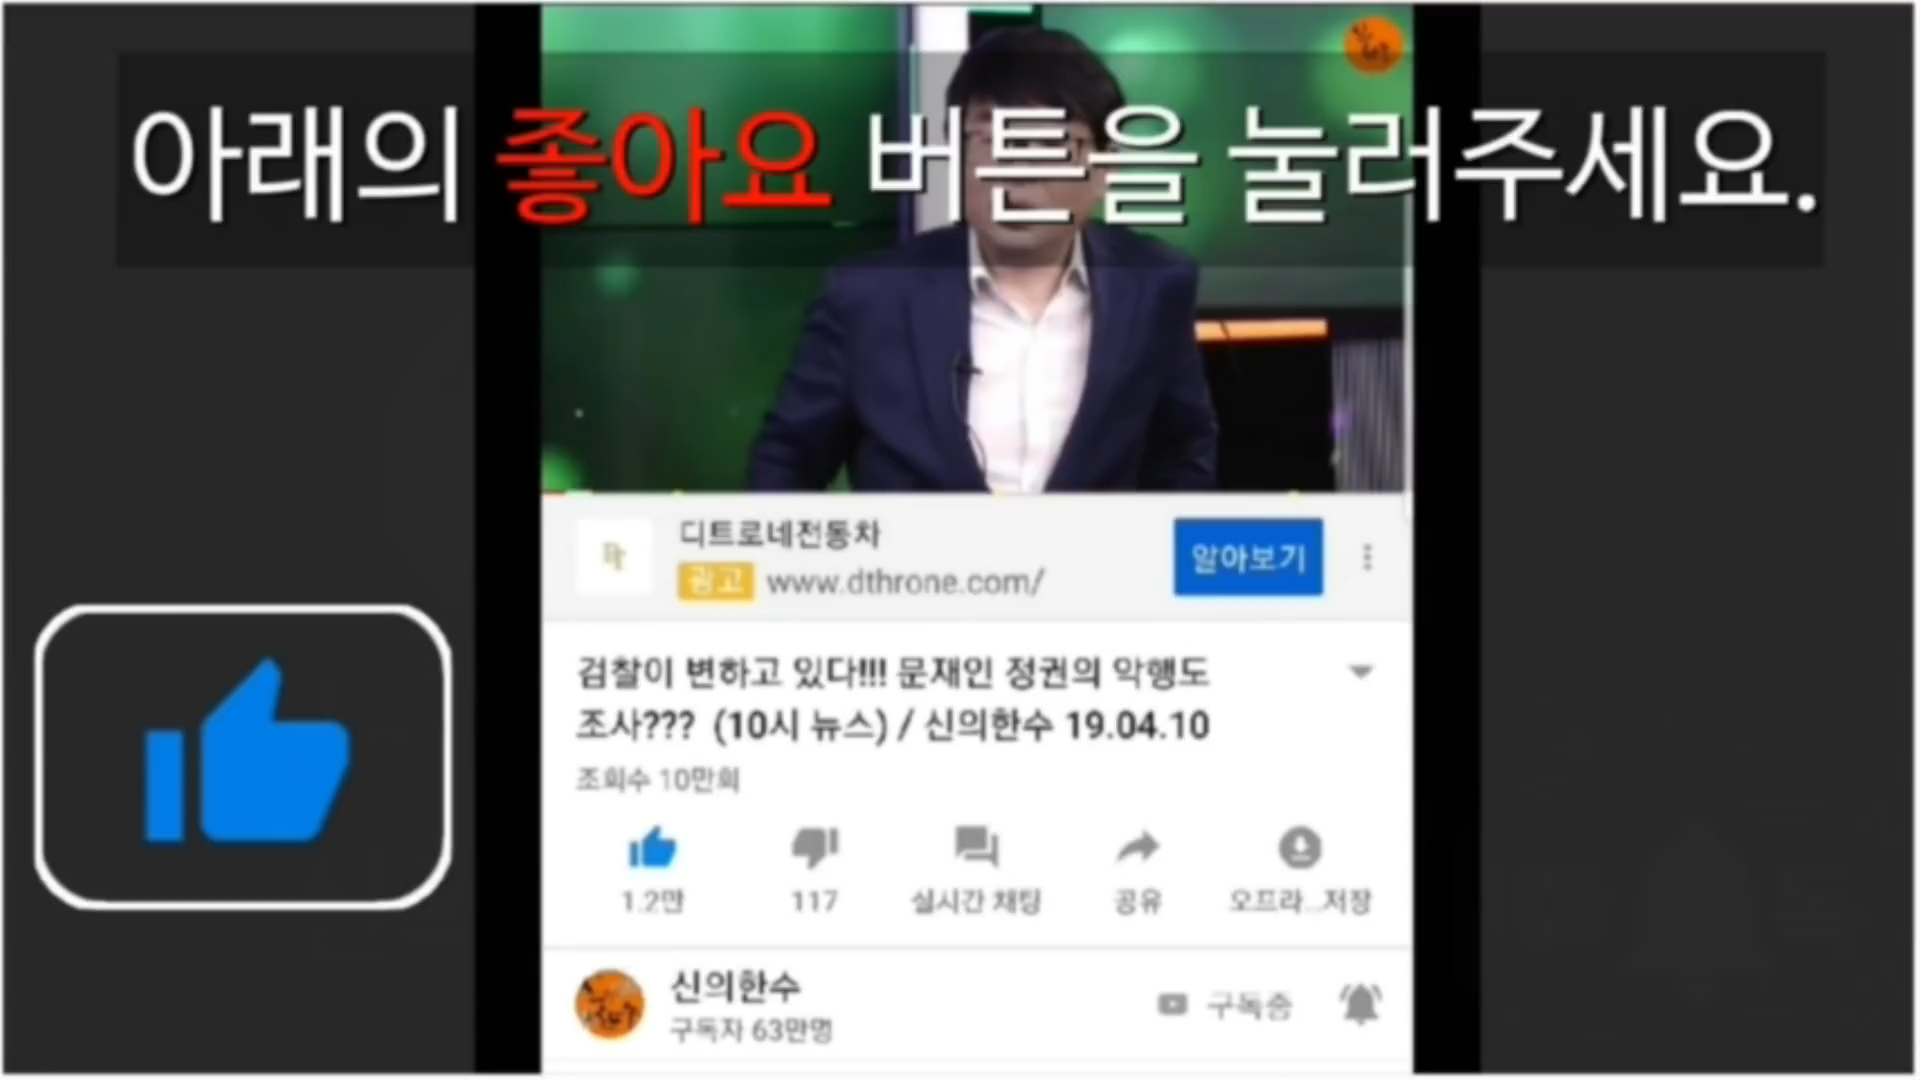 아래의 좋아요 버튼을 눌러주세요.
디트로네전동차
알아보기
광고 www.dthrone.com/
검찰이 변하고 있다!!! 문재인 정권의 악행도
조사??? (10시 뉴스) / 신의한수 19.04.10
조회수 10만회
1.2만 117 실시간 채팅 공유 오프라...저장
신의한수
구독중
구독자 63만명